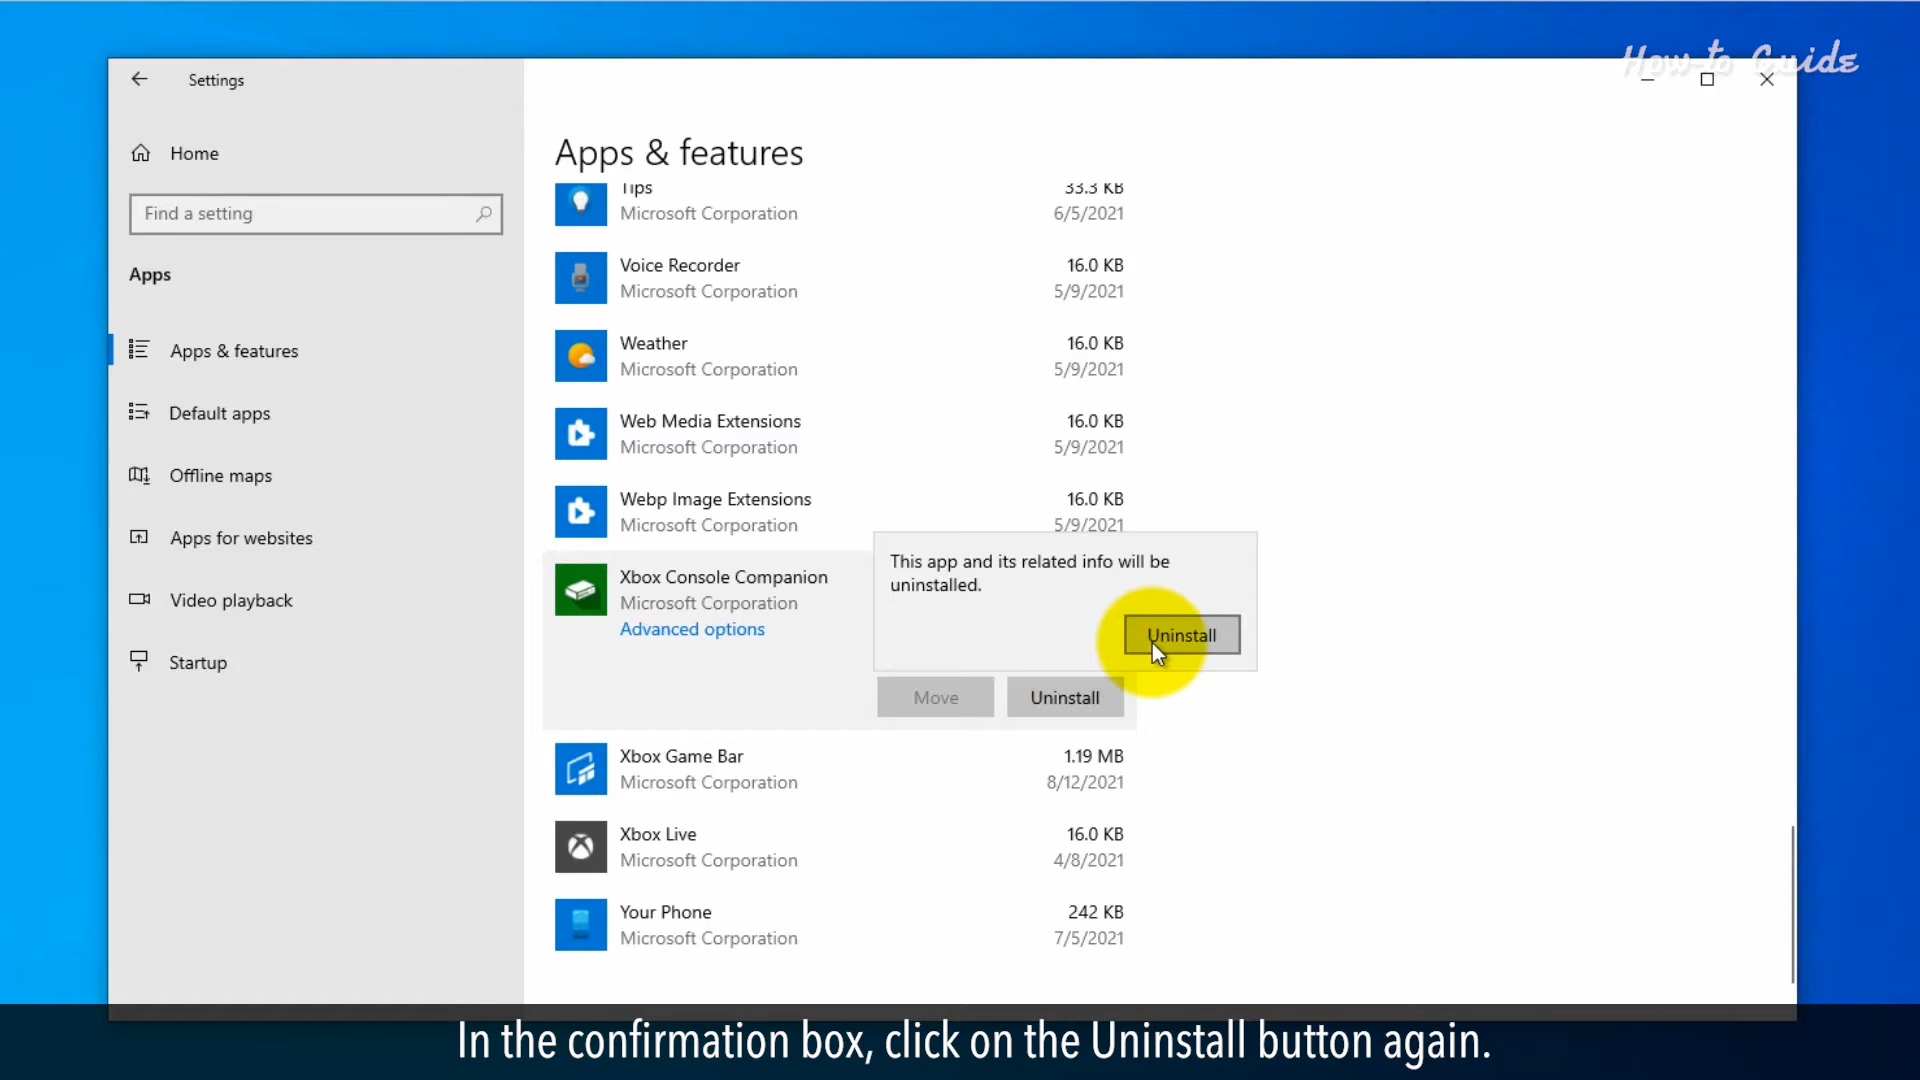 How-to Guide
Settings
Home
Find a setting
Apps
Apps & features
Default apps
Offline maps
Apps for websites
Video playback
Startup
Apps & features
Tips 33.3 KB
Microsoft Corporation 6/5/2021
Voice Recorder 16.0 KB
Microsoft Corporation 5/9/2021
Weather 16.0 KB
Microsoft Corporation 5/9/2021
Web Media Extensions 16.0 KB
Microsoft Corporation 5/9/2021
Webp Image Extensions 16.0 KB
Microsoft Corporation 5/9/2021
Xbox Console Companion
Microsoft Corporation
Advanced options
This app and its related info will be
uninstalled.
Uninstall
Move Uninstall
Xbox Game Bar 1.19 MB
Microsoft Corporation 8/12/2021
Xbox Live 16.0 KB
Microsoft Corporation 4/8/2021
Your Phone 242 KB
Microsoft Corporation 7/5/2021
In the confirmation box, click on the Uninstall button again.